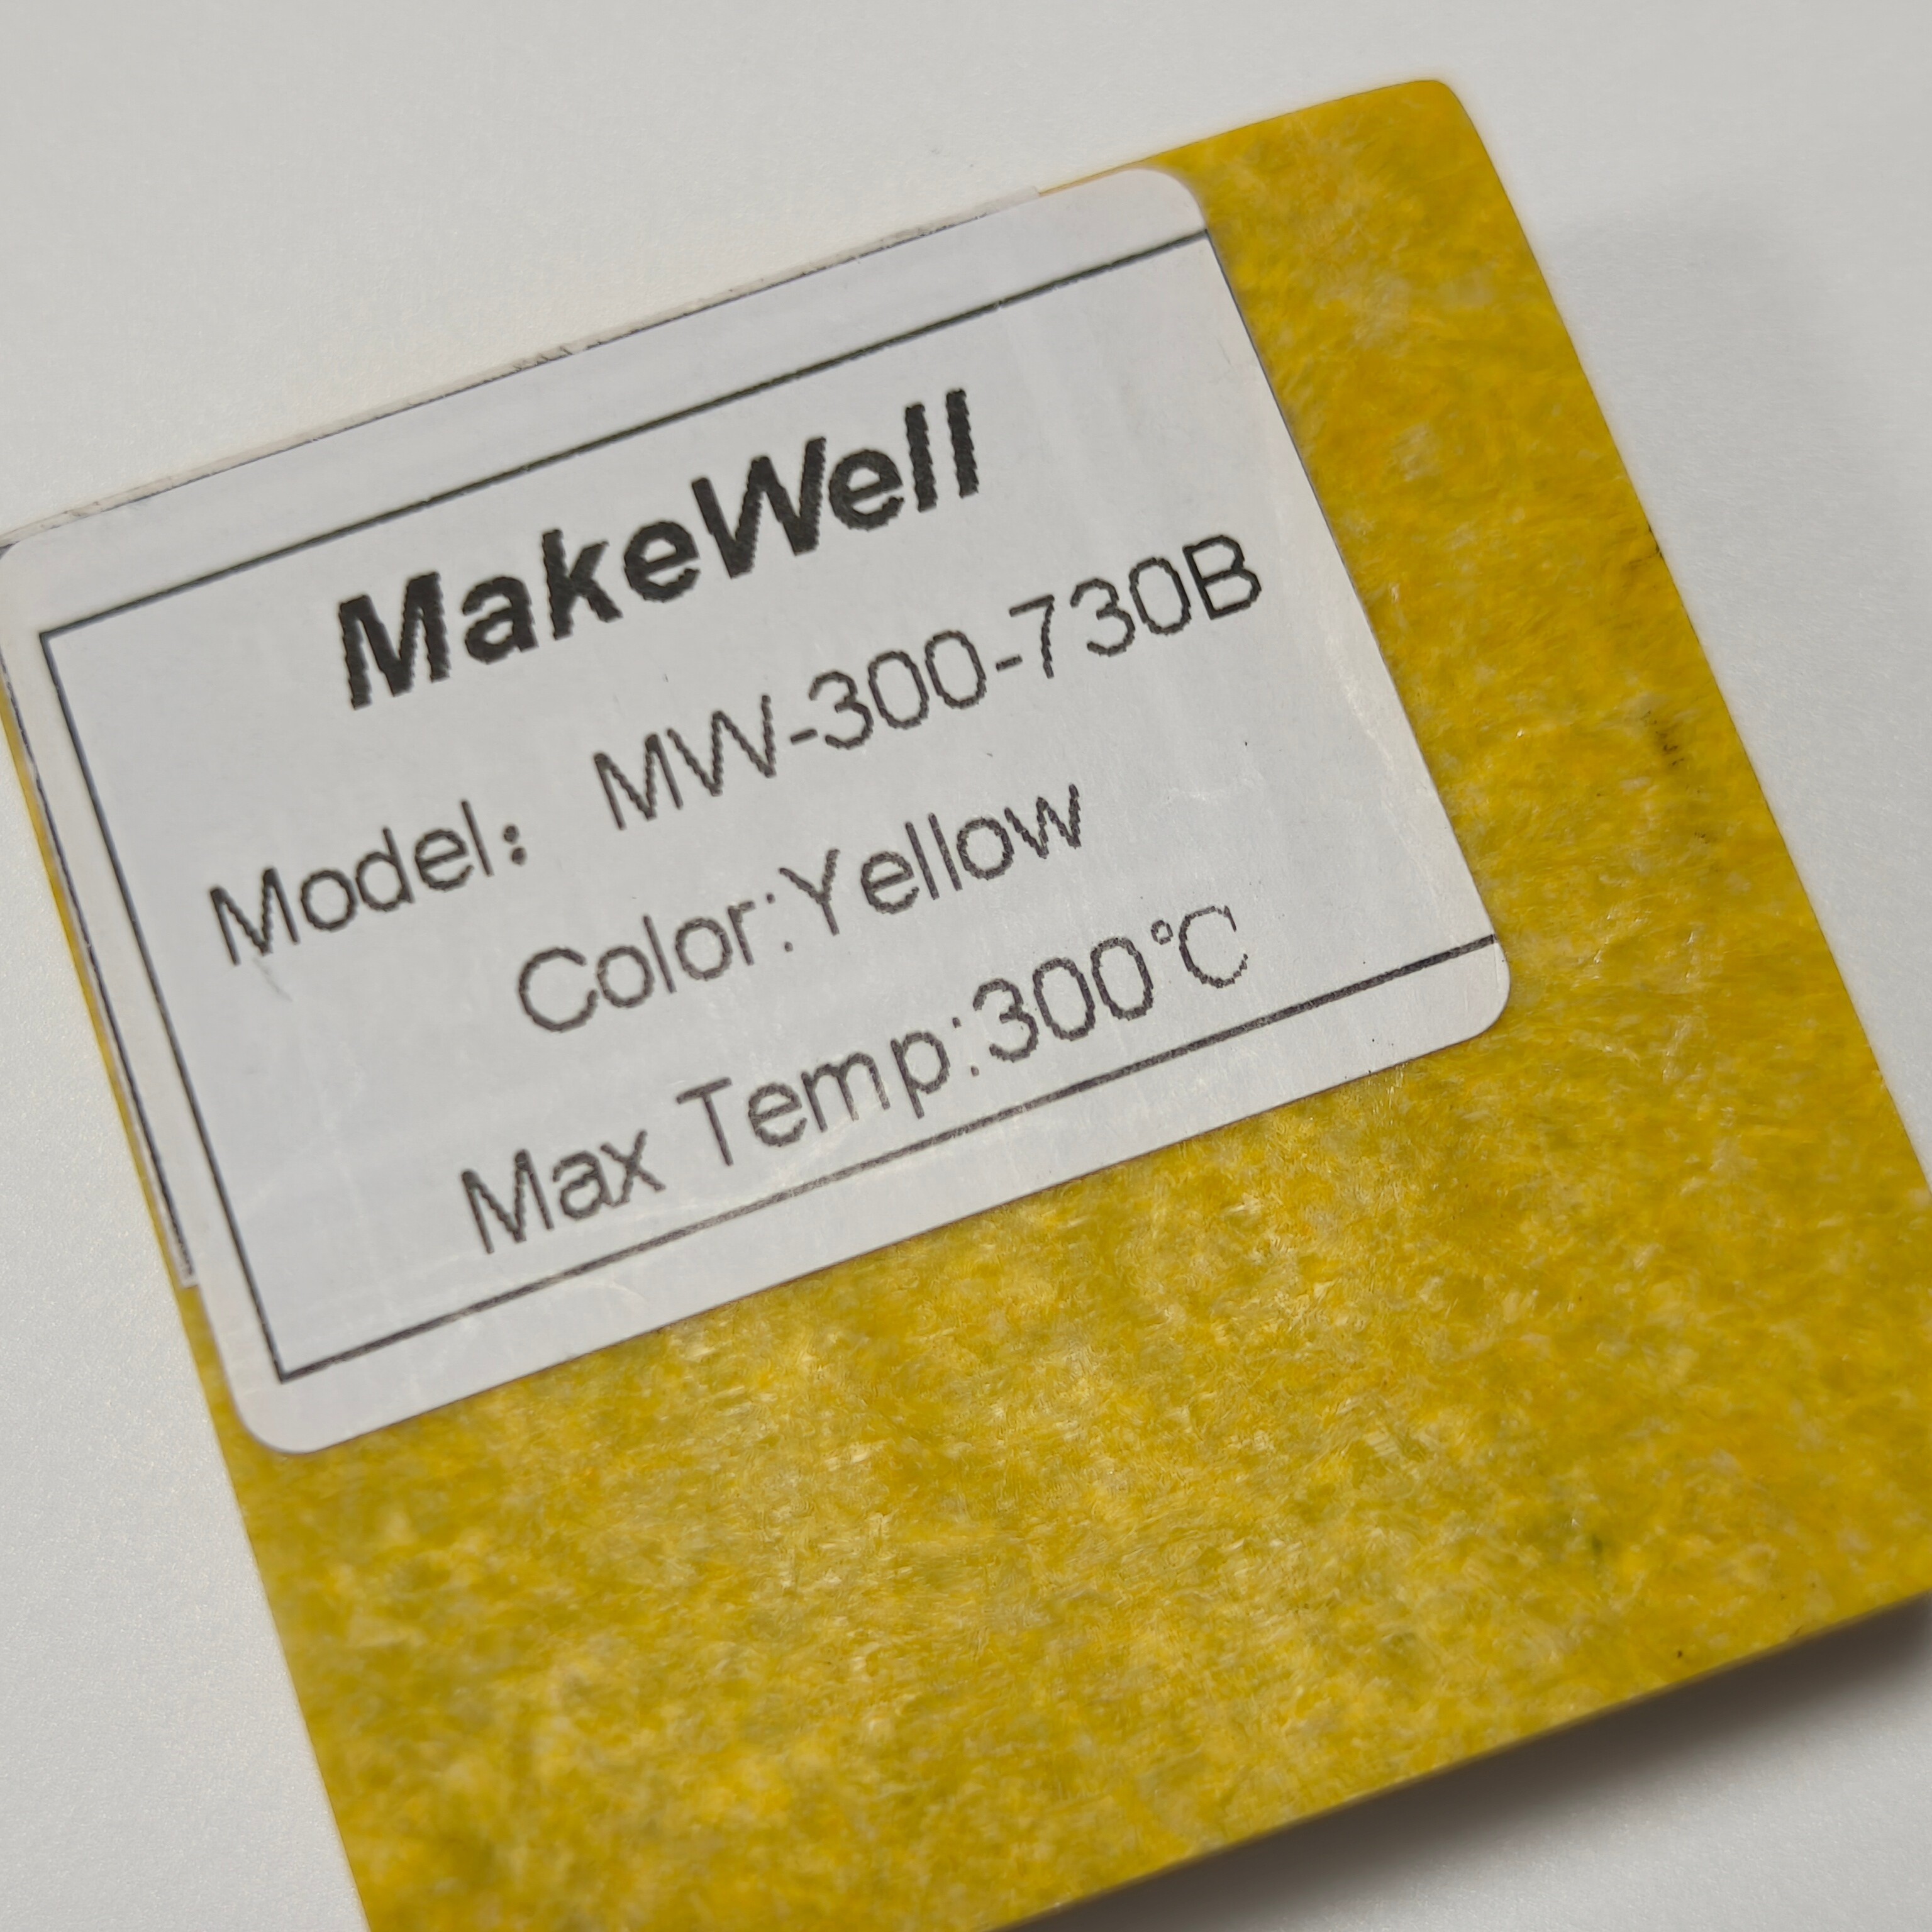 MakeWell
Model： MW-300-730B
Color:Yellow
Max Temp:300℃